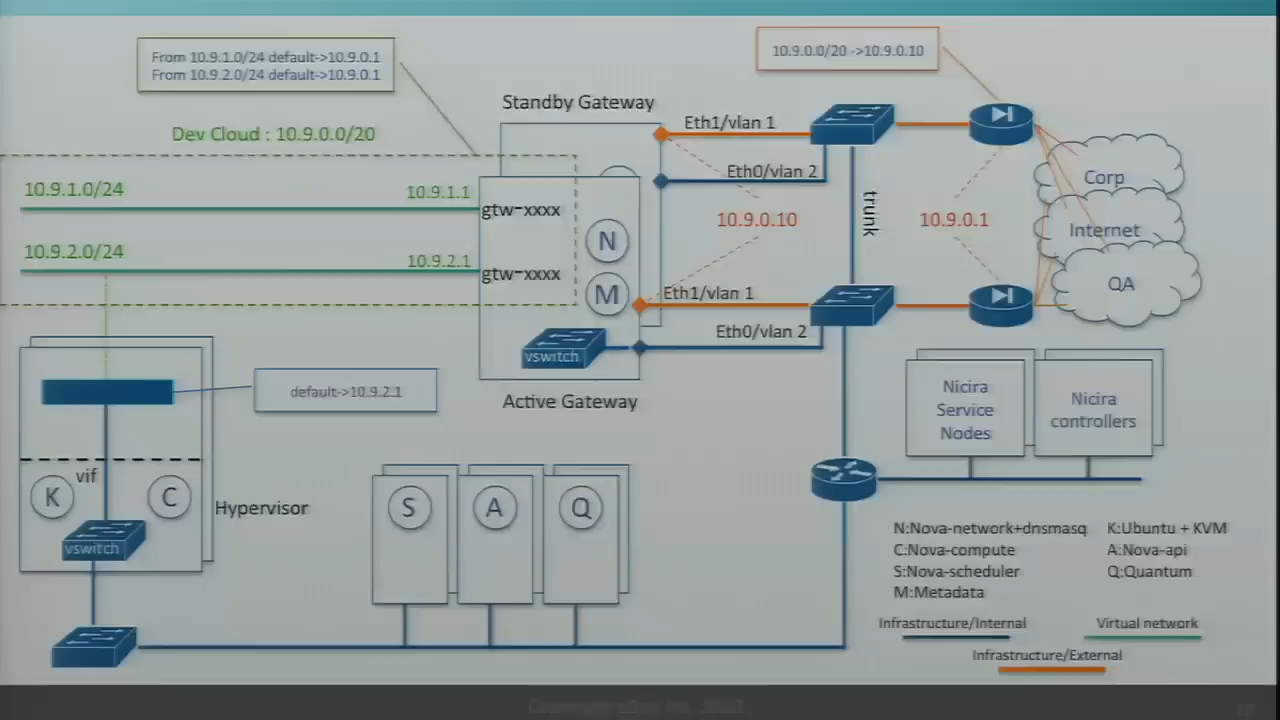 From 10.9.1.0/24 default->10.9.0.1
From 10.9.2.0/24 default->10.9.0.1
10.9.0.0/20 ->10.9.0.10
Standby Gateway
Dev Cloud : 10.9.0.0/20
Eth1/vlan 1
Eth0/vlan 2
10.9.1.0/24
10.9.1.1
gtw-xxxx
10.9.2.0/24
10.9.2.1
gtw-xxxx
N
M
10.9.0.10
trunk
10.9.0.1
Corp
Internet
QA
Eth1/vlan 1
Eth0/vlan 2
vswitch
Active Gateway
default->10.9.2.1
Nicira
Service
Nodes
Nicira
controllers
vif
K
C
Hypervisor
vswitch
S
A
Q
N:Nova-network+dnsmasq
K:Ubuntu + KVM
C:Nova-compute
A:Nova-api
S:Nova-scheduler
Q:Quantum
M:Metadata
Infrastructure/Internal
Virtual network
Infrastructure/External